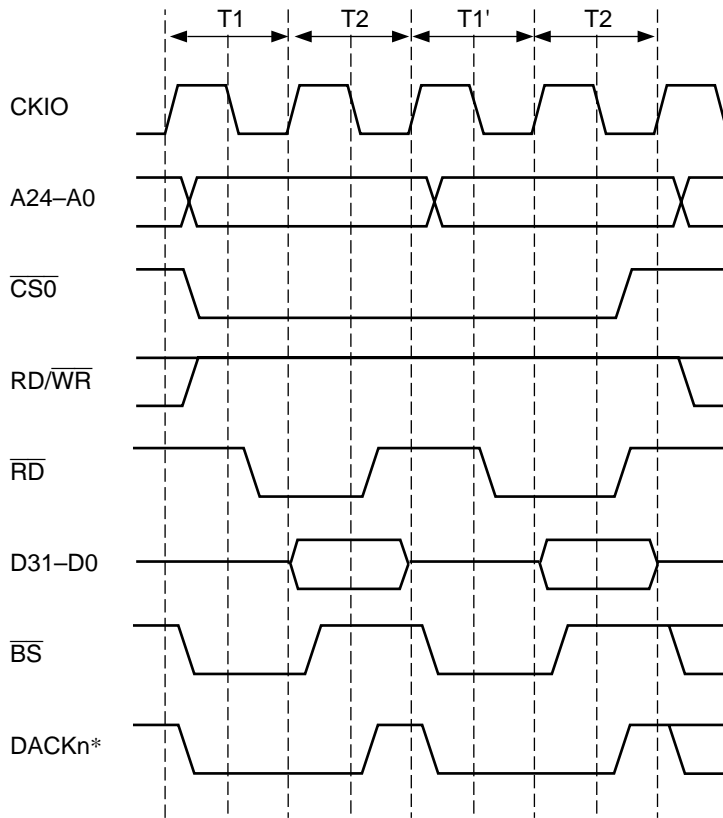 T1 T2 T1' T2
CKIO
A24–A0
CS0
RD/WR
RD
D31–D0
BS
DACKn*